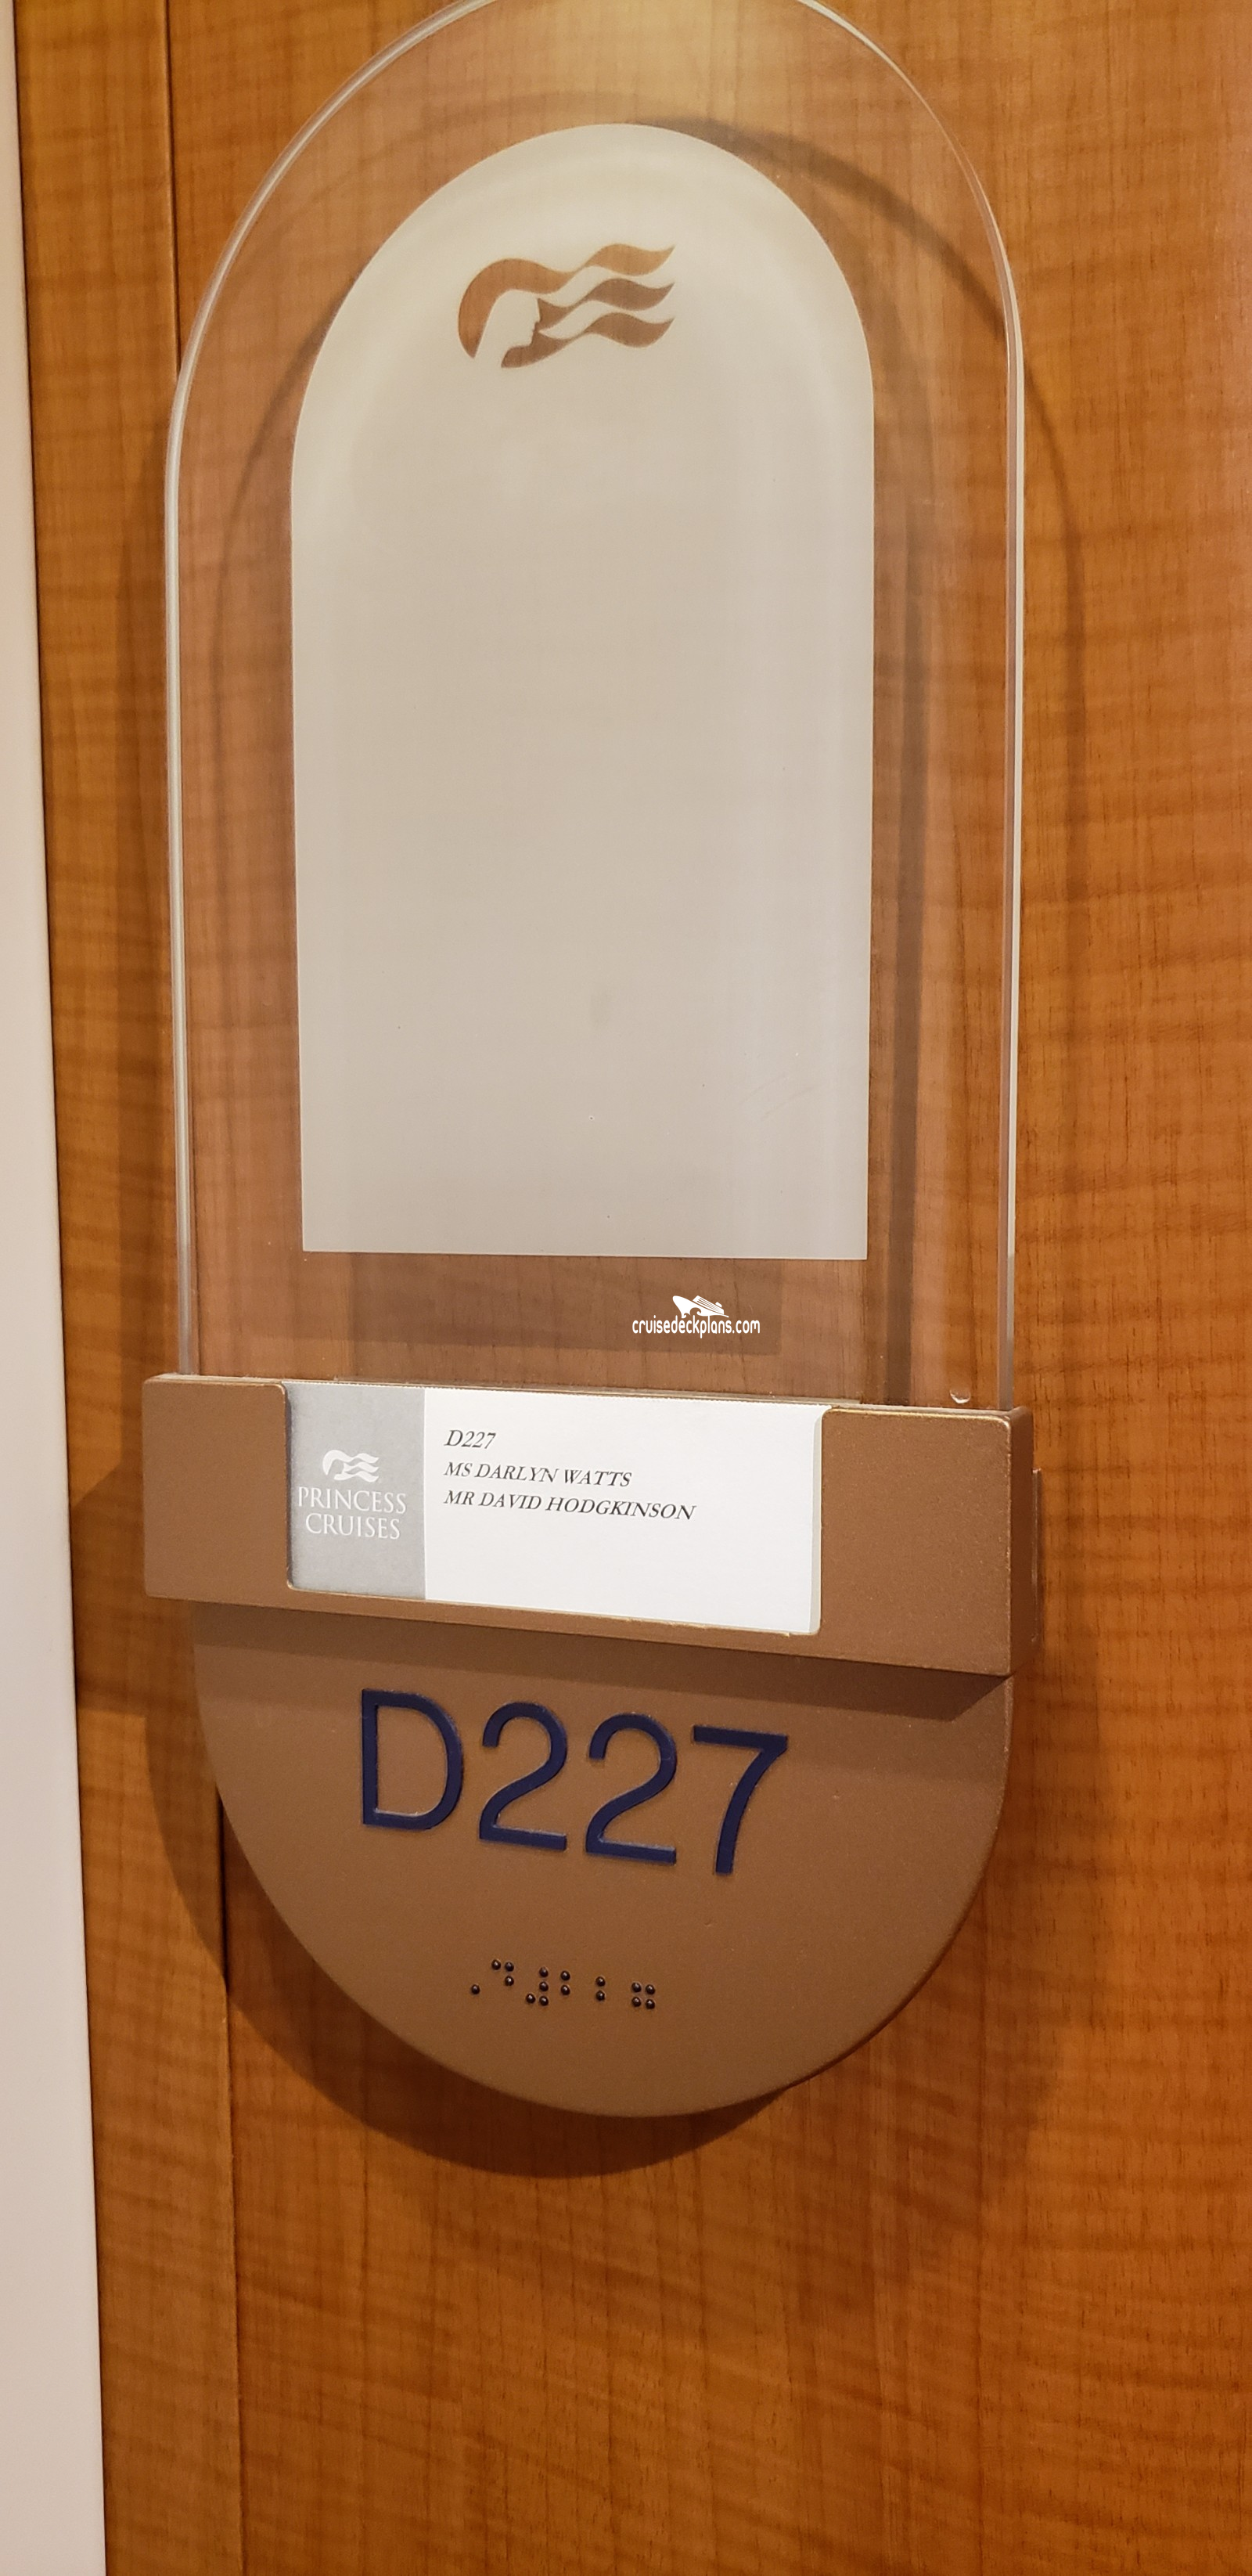 cruisedeckplans.com
PRINCESS
CRUISES
D227
MS DARLYN WATTS
MR DAVID HODGKINSON
D227